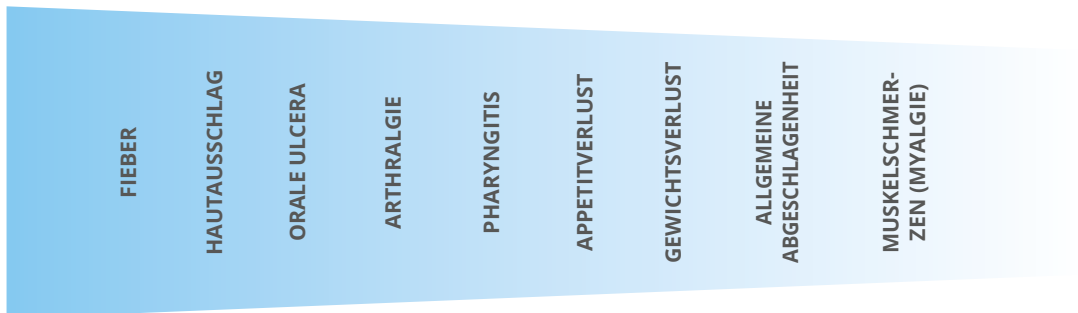 FIEBER
HAUTAUSSCHLAG
ORALE ULCERA
ARTHRALGIE
PHARYNGITIS
APPETITVERLUST
GEWICHTSVERLUST
ALLGEMEINE
ABGESCHLAGENHEIT
MUSKELSCHMER-
ZEN (MYALGIE)